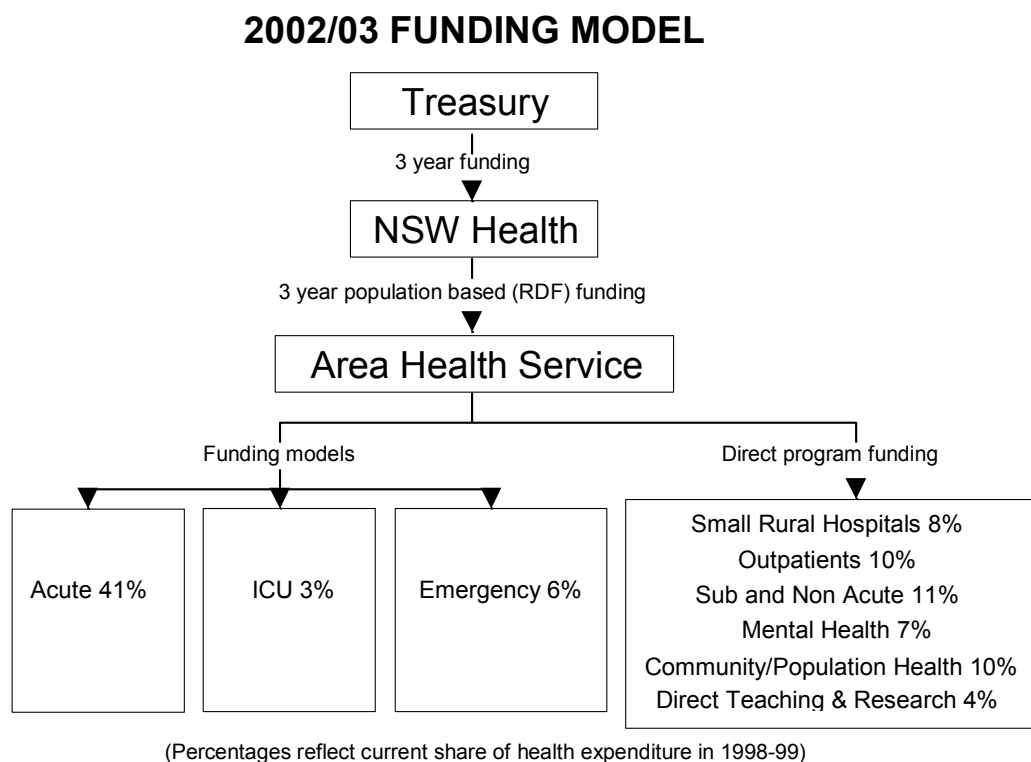 2002/03 FUNDING MODEL
Treasury
3 year funding
NSW Health
3 year population based (RDF) funding
Area Health Service
Funding models
Direct program funding
Acute 41%
ICU 3%
Emergency 6%
Small Rural Hospitals 8%
Outpatients 10%
Sub and Non Acute 11%
Mental Health 7%
Community/Population Health 10%
Direct Teaching & Research 4%
(Percentages reflect current share of health expenditure in 1998-99)